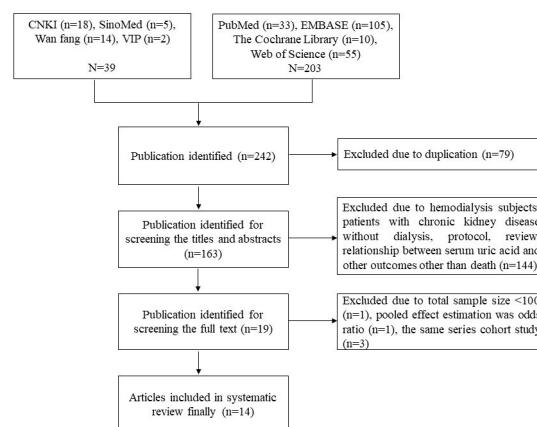 CNKI (n=18), SinoMed (n=5),
Wan fang (n=14), VIP (n=2)
N=39
PubMed (n=33), EMBASE (n=105),
The Cochrane Library (n=10),
Web of Science (n=55)
N=203
Publication identified (n=242)
Excluded due to duplication (n=79)
Publication identified for
screening the titles and abstracts
(n=163)
Excluded due to hemodialysis subjects
patients with chronic kidney disease
without dialysis, protocol, review
relationship between serum uric acid and
other outcomes other than death (n=144)
Publication identified for
screening the full text (n=19)
Excluded due to total sample size <100
(n=1), pooled effect estimation was odds
ratio (n=1), the same series cohort study
(n=3)
Articles included in systematic
review finally (n=14)